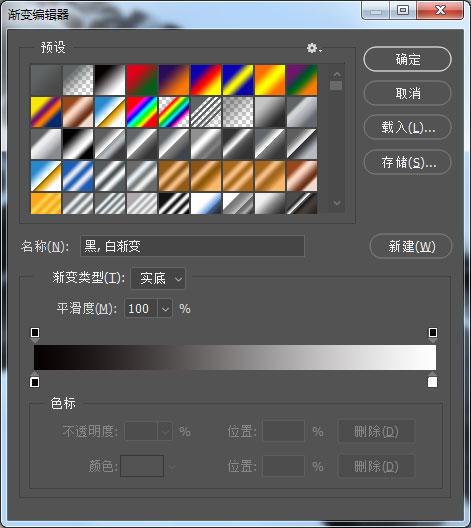 渐变编辑器
预设
确定
取消
载入(L)...
存储(S)...
名称(N): 黑, 白渐变
新建(W)
渐变类型(T): 实底
平滑度(M): 100 %
色标
不透明度: % 位置: % 删除(D)
颜色: 位置: % 删除(D)